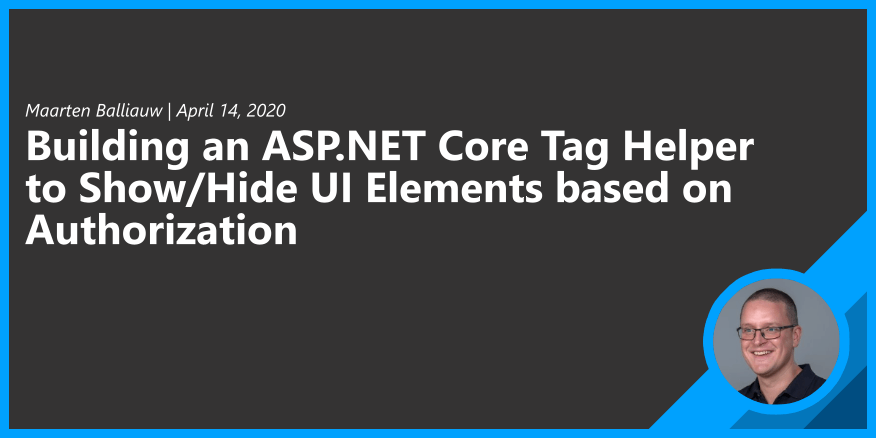 Maarten Balliauw | April 14, 2020
Building an ASP.NET Core Tag Helper
to Show/Hide UI Elements based on
Authorization